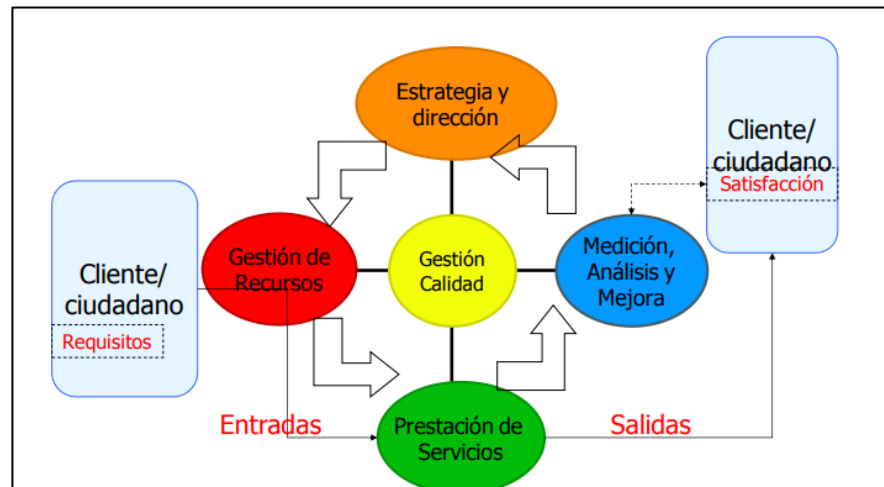 Estrategia y
dirección
Cliente/
ciudadano
Satisfacción
Gestión de
Recursos
Gestión
Calidad
Medición,
Análisis y
Mejora
Cliente/
ciudadano
Requisitos
Entradas
Prestación de
Servicios
Salidas